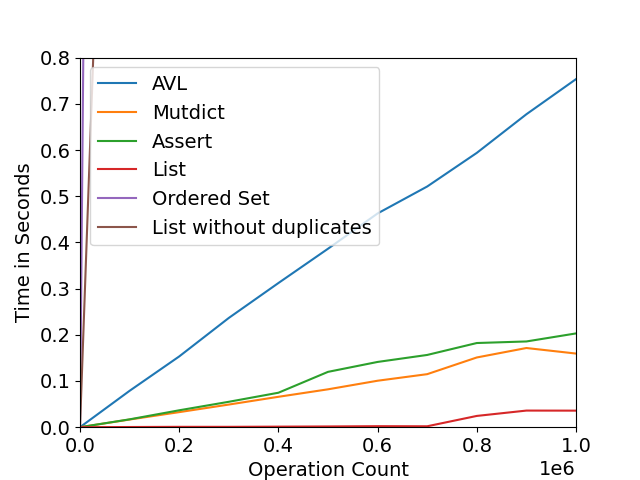 0.8
0.7
0.6
0.5
0.4
0.3
0.2
0.1
0.0
Time in Seconds
AVL
Mutdict
Assert
List
Ordered Set
List without duplicates
0.0 0.2 0.4 0.6 0.8 1.0
Operation Count
1e6